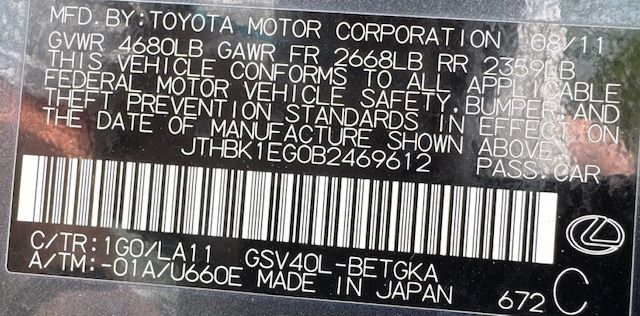 MFD.BY:TOYOTA MOTOR CORPORATION 08/11
GVWR 4680LB GAWR FR 2668LB RR 2359LB
THIS VEHICLE CONFORMS TO ALL APPLICABLE
FEDERAL MOTOR VEHICLE SAFETY, BUMPER,AND
THEFT PREVENTION STANDARDS IN EFFECT ON
THE DATE OF MANUFACTURE SHOWN ABOVE.
JTHBK1EG0B2469612 PASS.CAR
C/TR:1G0/LA11 GSV40L-BETGKA
A/TM:-01A/U660E MADE IN JAPAN 672 C